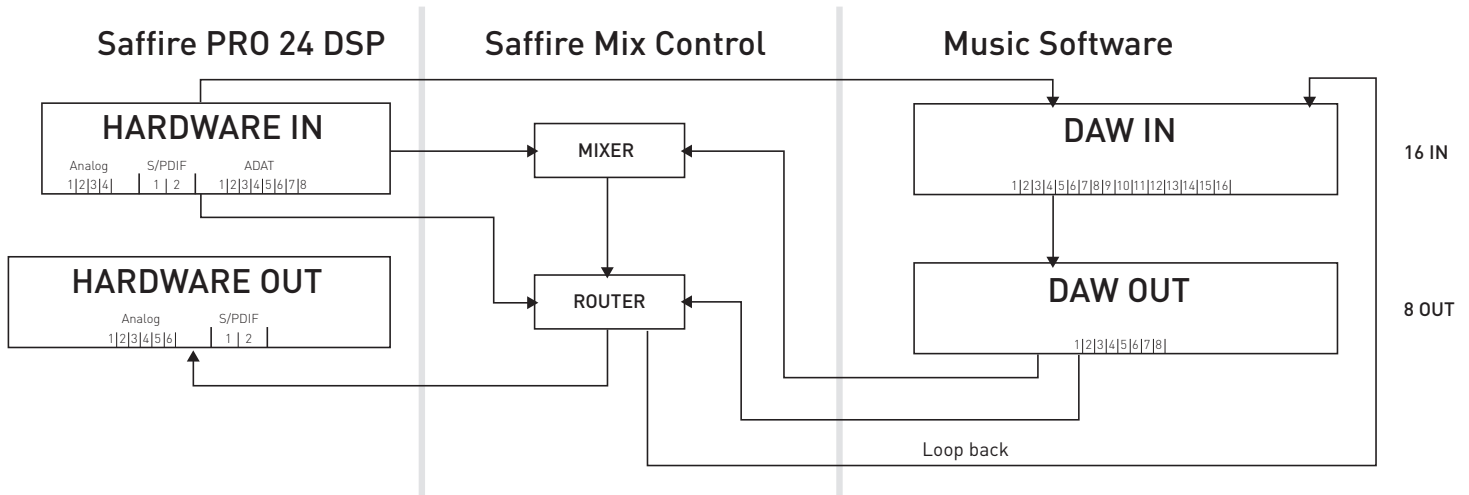 Saffire PRO 24 DSP
Saffire Mix Control
Music Software
HARDWARE IN
Analog S/PDIF ADAT
1|2|3|4| | 1 | 2 | 1|2|3|4|5|6|7|8
MIXER
DAW IN
1|2|3|4|5|6|7|8|9|10|11|12|13|14|15|16|
16 IN
HARDWARE OUT
Analog S/PDIF
1|2|3|4|5|6| | 1 | 2 |
ROUTER
DAW OUT
1|2|3|4|5|6|7|8|
8 OUT
Loop back